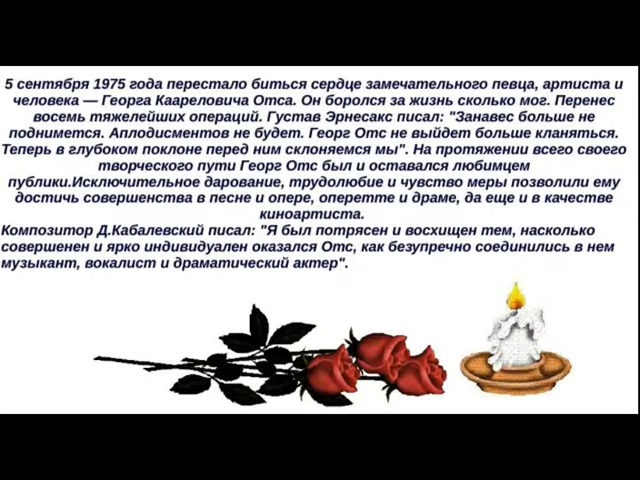 5 сентября 1975 года перестало биться сердце замечательного певца, артиста и
человека — Георга Каареловича Отса. Он боролся за жизнь сколько мог. Перенес
восемь тяжелейших операций. Густав Эрнесакс писал: "Занавес больше не
поднимется. Аплодисментов не будет. Георг Отс не выйдет больше кланяться.
Теперь в глубоком поклоне перед ним склоняемся мы". На протяжении всего своего
творческого пути Георг Отс был и оставался любимцем
публики.Исключительное дарование, трудолюбие и чувство меры позволили ему
достичь совершенства в песне и опере, оперетте и драме, да еще и в качестве
киноартиста.
Композитор Д.Кабалевский писал: "Я был потрясен и восхищен тем, насколько
совершенен и ярко индивидуален оказался Отс, как безупречно соединились в нем
музыкант, вокалист и драматический актер".